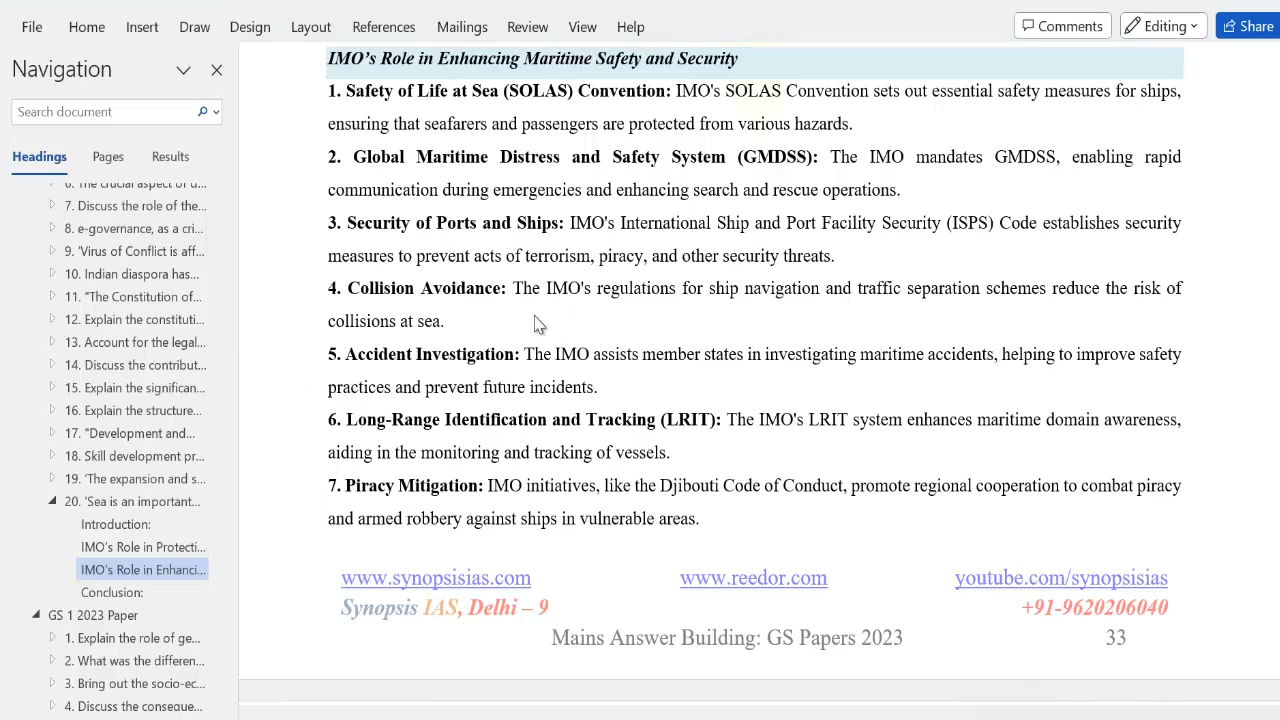 File Home Insert Draw Design Layout References Mailings Review View Help Comments Editing Share
Navigation
Search document
Headings Pages Results
6. The crucial aspect of u...
7. Discuss the role of the...
8. e-governance, as a cri...
9. ‘Virus of Conflict is aff...
10. Indian diaspora has...
11. "The Constitution of...
12. Explain the constituti...
13. Account for the legal...
14. Discuss the contribut...
15. Explain the significan...
16. Explain the structure...
17. "Development and...
18. Skill development pr...
19. ‘The expansion and s...
20. ‘Sea is an important...
Introduction:
IMO’s Role in Protecti...
IMO’s Role in Enhanci...
Conclusion:
GS 1 2023 Paper
1. Explain the role of ge...
2. What was the differen...
3. Bring out the socio-ec...
4. Discuss the conseque...
IMO’s Role in Enhancing Maritime Safety and Security
1. Safety of Life at Sea (SOLAS) Convention: IMO's SOLAS Convention sets out essential safety measures for ships,
ensuring that seafarers and passengers are protected from various hazards.
2. Global Maritime Distress and Safety System (GMDSS): The IMO mandates GMDSS, enabling rapid
communication during emergencies and enhancing search and rescue operations.
3. Security of Ports and Ships: IMO's International Ship and Port Facility Security (ISPS) Code establishes security
measures to prevent acts of terrorism, piracy, and other security threats.
4. Collision Avoidance: The IMO's regulations for ship navigation and traffic separation schemes reduce the risk of
collisions at sea.
5. Accident Investigation: The IMO assists member states in investigating maritime accidents, helping to improve safety
practices and prevent future incidents.
6. Long-Range Identification and Tracking (LRIT): The IMO's LRIT system enhances maritime domain awareness,
aiding in the monitoring and tracking of vessels.
7. Piracy Mitigation: IMO initiatives, like the Djibouti Code of Conduct, promote regional cooperation to combat piracy
and armed robbery against ships in vulnerable areas.
www.synopsisias.com www.reedor.com youtube.com/synopsisias
Synopsis IAS, Delhi – 9 +91-9620206040
Mains Answer Building: GS Papers 2023 33